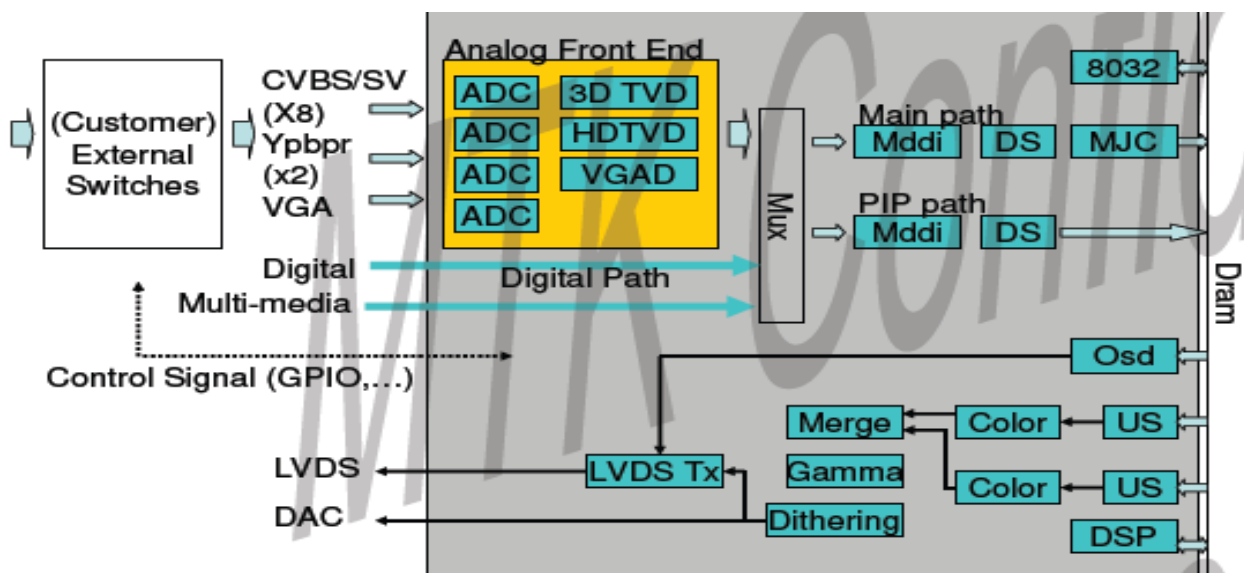 Analog Front End
(Customer)
External
Switches
CVBS/SV
(X8)
Ypbpr
(x2)
VGA
ADC
ADC
ADC
ADC
3D TVD
HDTVD
VGAD
Digital
Multi-media
Digital Path
Mux
Main path
Mddi
DS
MJC
8032
PIP path
Mddi
DS
Dram
Control Signal (GPIO,...)
Osd
Merge
Color
US
Gamma
Color
US
Dithering
DSP
LVDS Tx
LVDS
DAC
MTK Confid